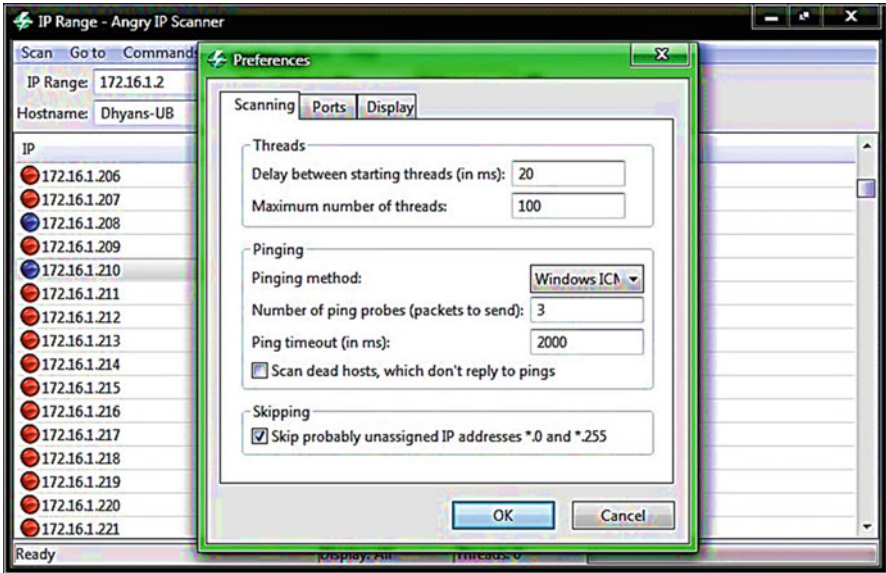 IP Range - Angry IP Scanner
Scan Go to Commands
IP Range: 172.16.1.2
Hostname: Dhyans-UB
IP
172.16.1.206
172.16.1.207
172.16.1.208
172.16.1.209
172.16.1.210
172.16.1.211
172.16.1.212
172.16.1.213
172.16.1.214
172.16.1.215
172.16.1.216
172.16.1.217
172.16.1.218
172.16.1.219
172.16.1.220
172.16.1.221
Ready Display: All Threads: 0
Preferences
Scanning Ports Display
Threads
Delay between starting threads (in ms): 20
Maximum number of threads: 100
Pinging
Pinging method: Windows ICM
Number of ping probes (packets to send): 3
Ping timeout (in ms): 2000
Scan dead hosts, which don't reply to pings
Skipping
Skip probably unassigned IP addresses *.0 and *.255
OK Cancel